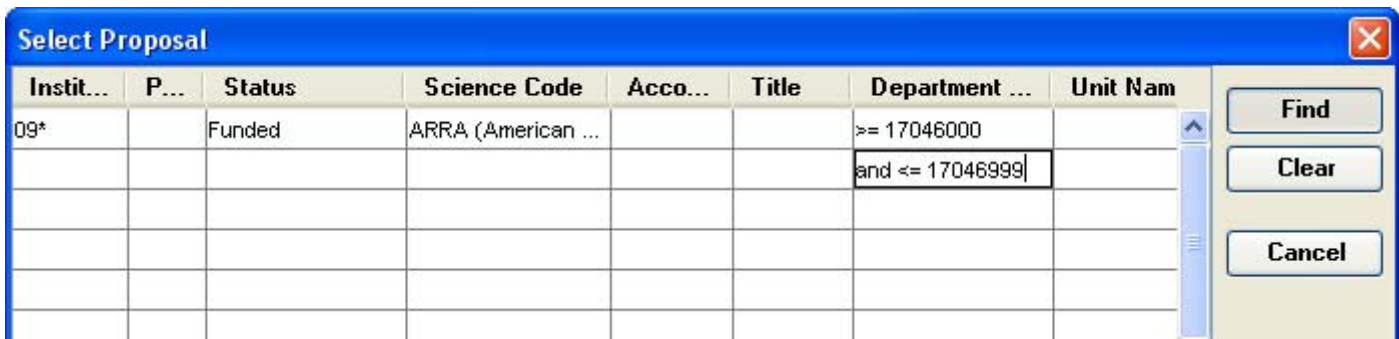 Select Proposal
Instit... P... Status Science Code Acco... Title Department ... Unit Nam
09* Funded ARRA (American ... >= 17046000
and <= 17046999
Find
Clear
Cancel